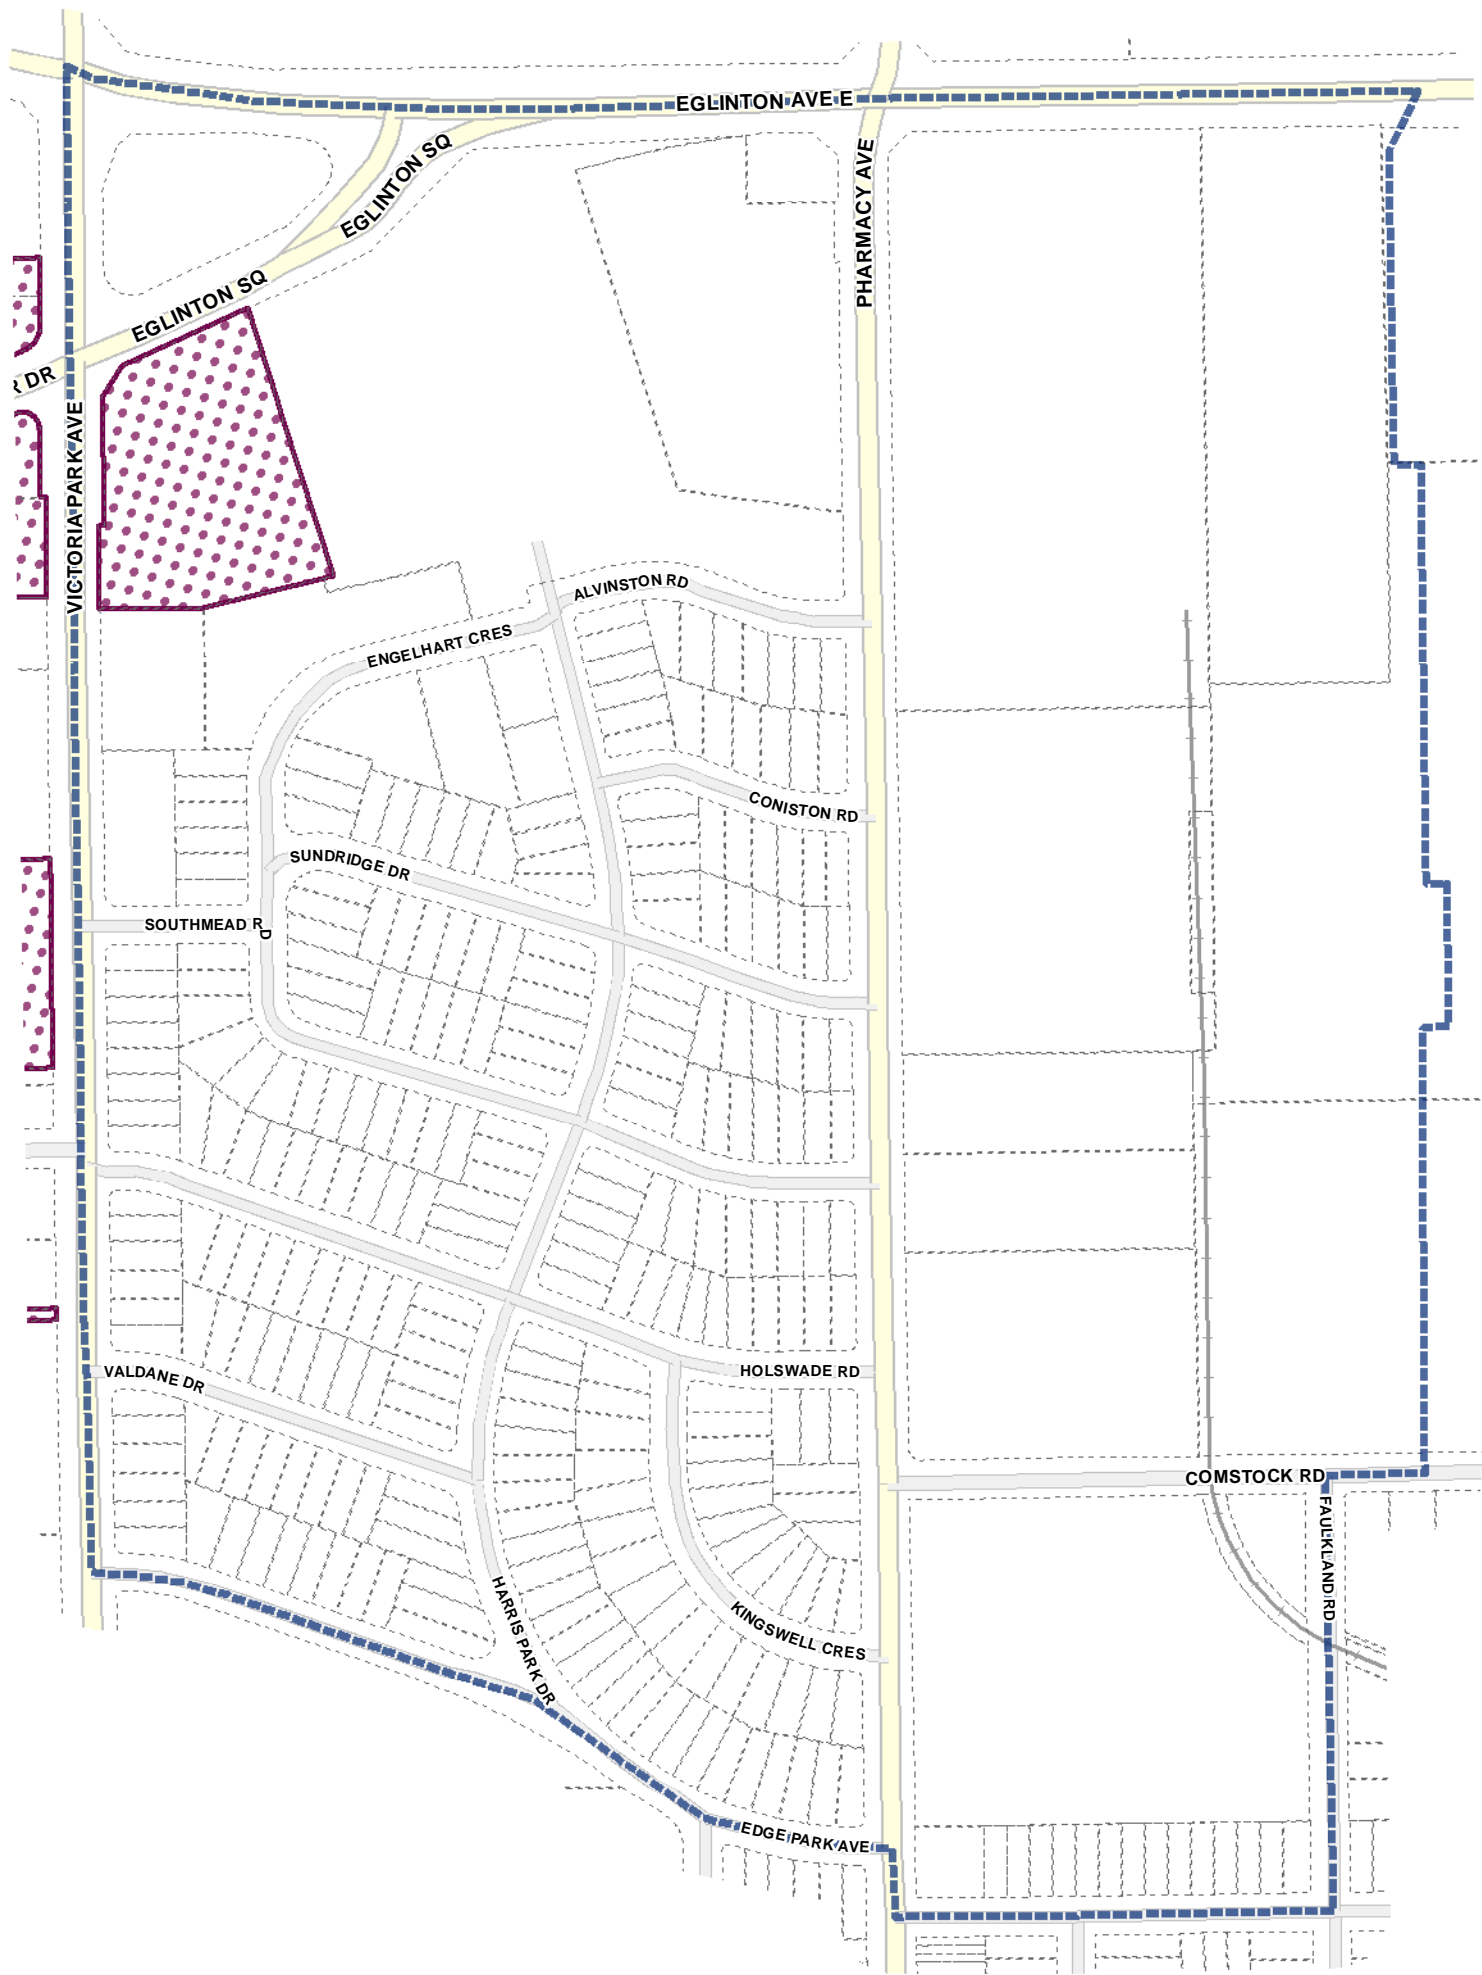 EGLINTON AVE E
EGLINTON SQ
PHARMACY AVE
EGLINTON SQ
R DR
VICTORIA PARK AVE
ALVINSTON RD
ENGELHART CRES
CONISTON RD
SUNDRIDGE DR
SOUTHMEAD RD
HOLSWADE RD
VALDANE DR
COMSTOCK RD
FAULKLAND RD
HARRIS PARK DR
KINGSWELL CRES
EDGE PARK AVE